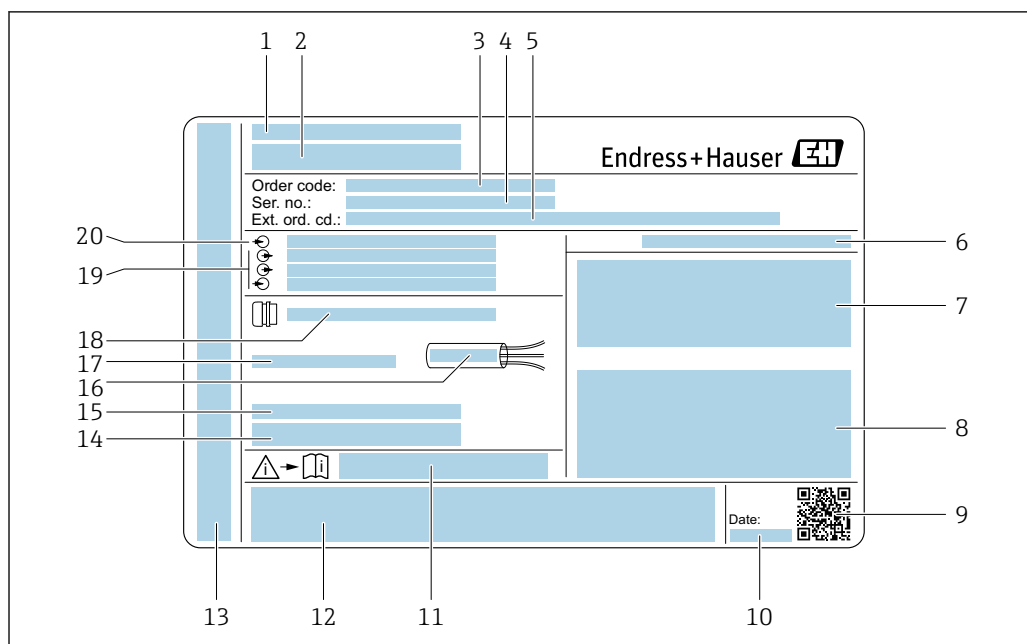 1 2 3 4 5
Endress+Hauser EH
Order code:
Ser. no.:
Ext. ord. cd.:
20
19
6
7
18
17
16
15
14
i i
8
Date:
9
13 12 11 10